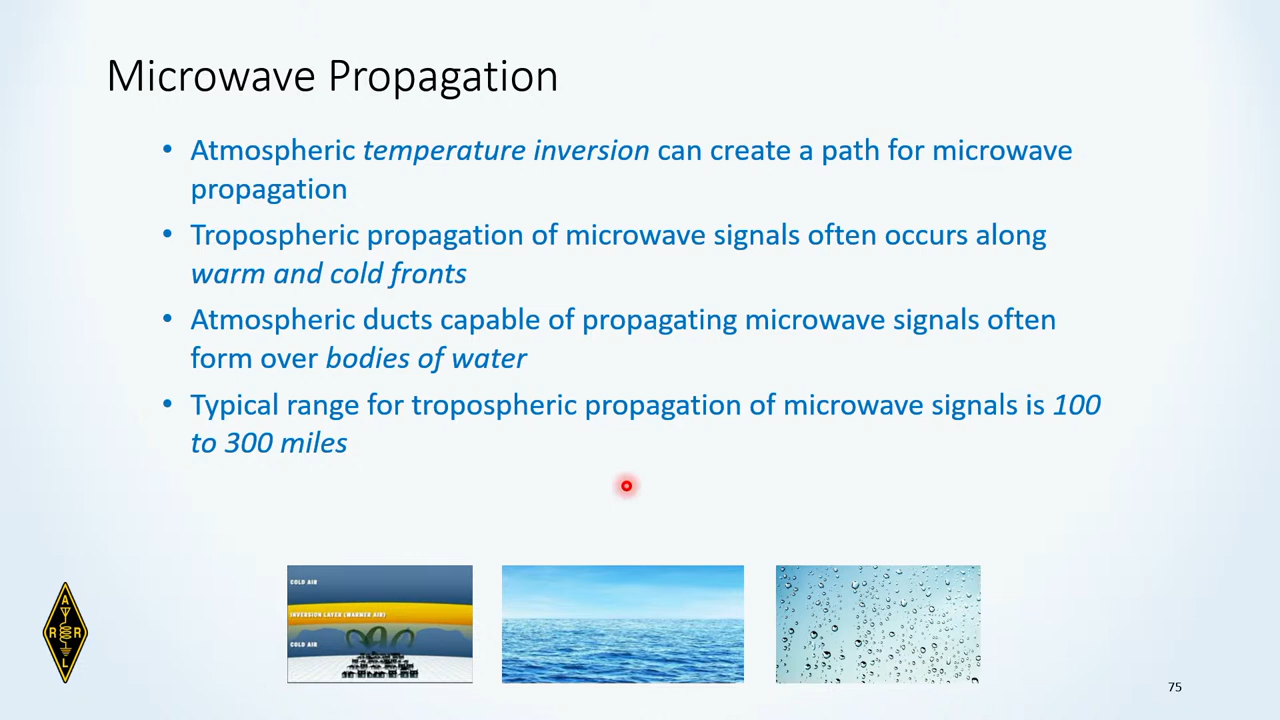 Microwave Propagation
• Atmospheric temperature inversion can create a path for microwave
propagation
• Tropospheric propagation of microwave signals often occurs along
warm and cold fronts
• Atmospheric ducts capable of propagating microwave signals often
form over bodies of water
• Typical range for tropospheric propagation of microwave signals is 100
to 300 miles
COLD AIR
INVERSION LAYER (WARMER AIR)
COLD AIR
A
R R
L
75